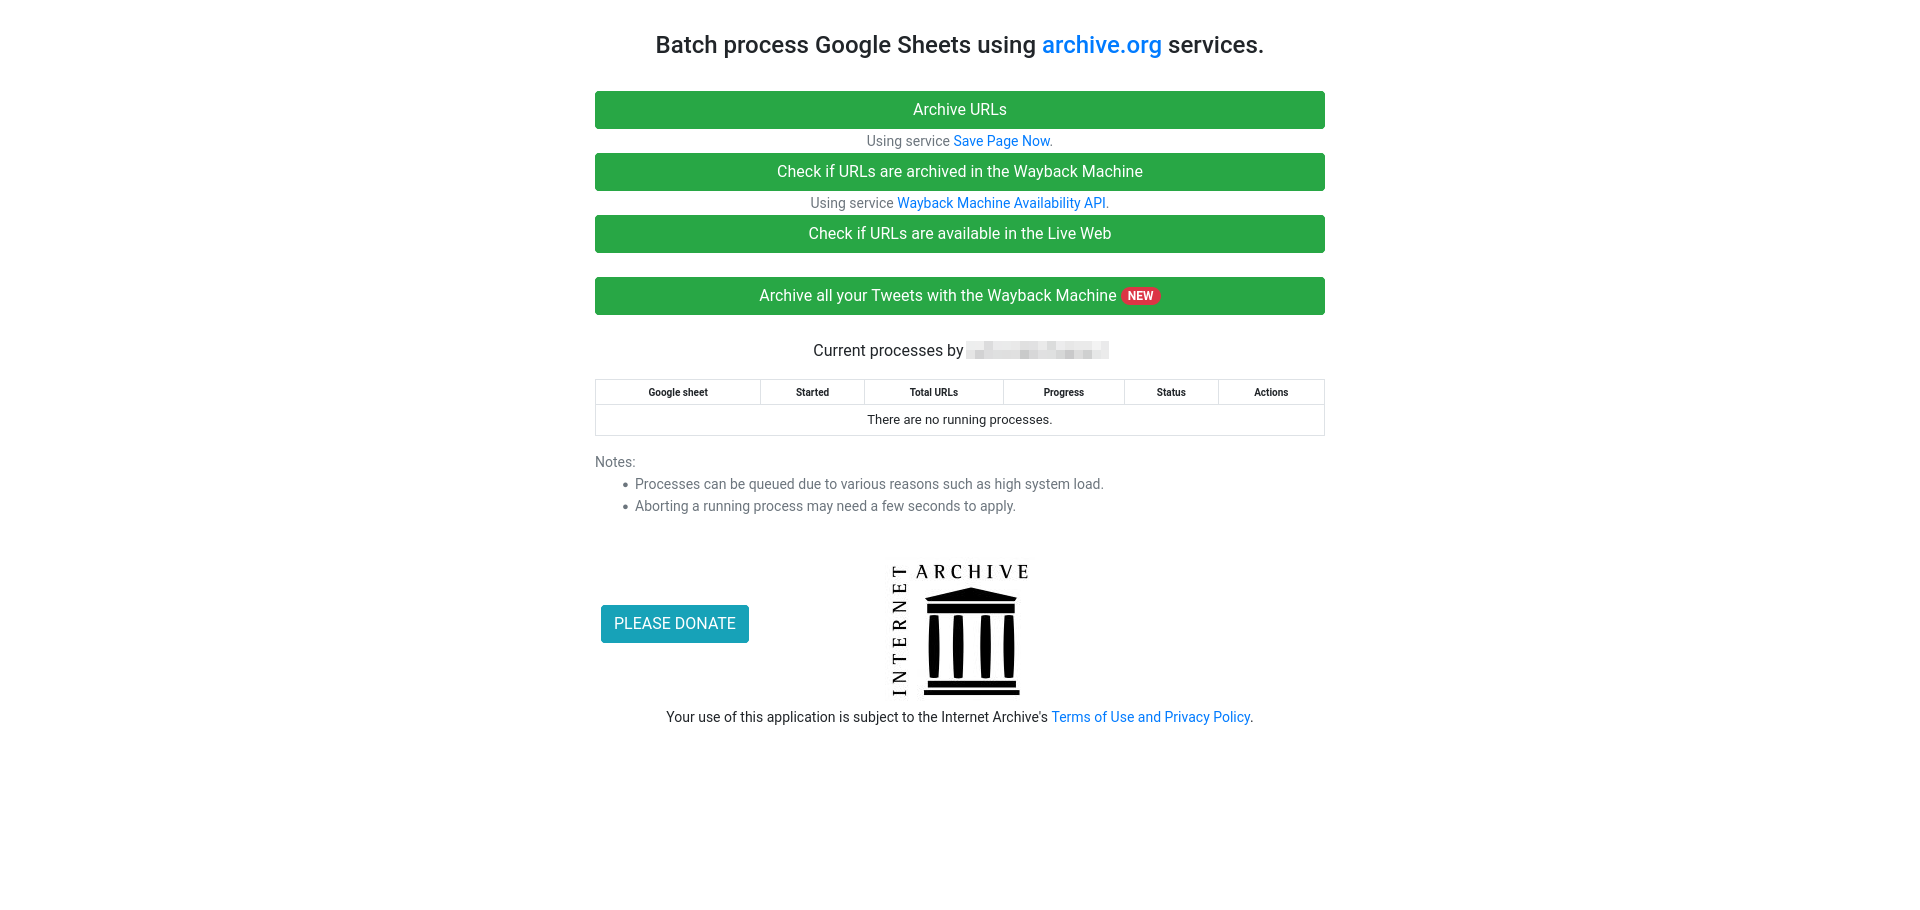 Batch process Google Sheets using archive.org services.
Archive URLs
Using service Save Page Now.
Check if URLs are archived in the Wayback Machine
Using service Wayback Machine Availability API.
Check if URLs are available in the Live Web
Archive all your Tweets with the Wayback Machine NEW
Current processes by
Google sheet Started Total URLs Progress Status Actions
There are no running processes.
Notes:
• Processes can be queued due to various reasons such as high system load.
• Aborting a running process may need a few seconds to apply.
INTERNET ARCHIVE
PLEASE DONATE
Your use of this application is subject to the Internet Archive's Terms of Use and Privacy Policy.